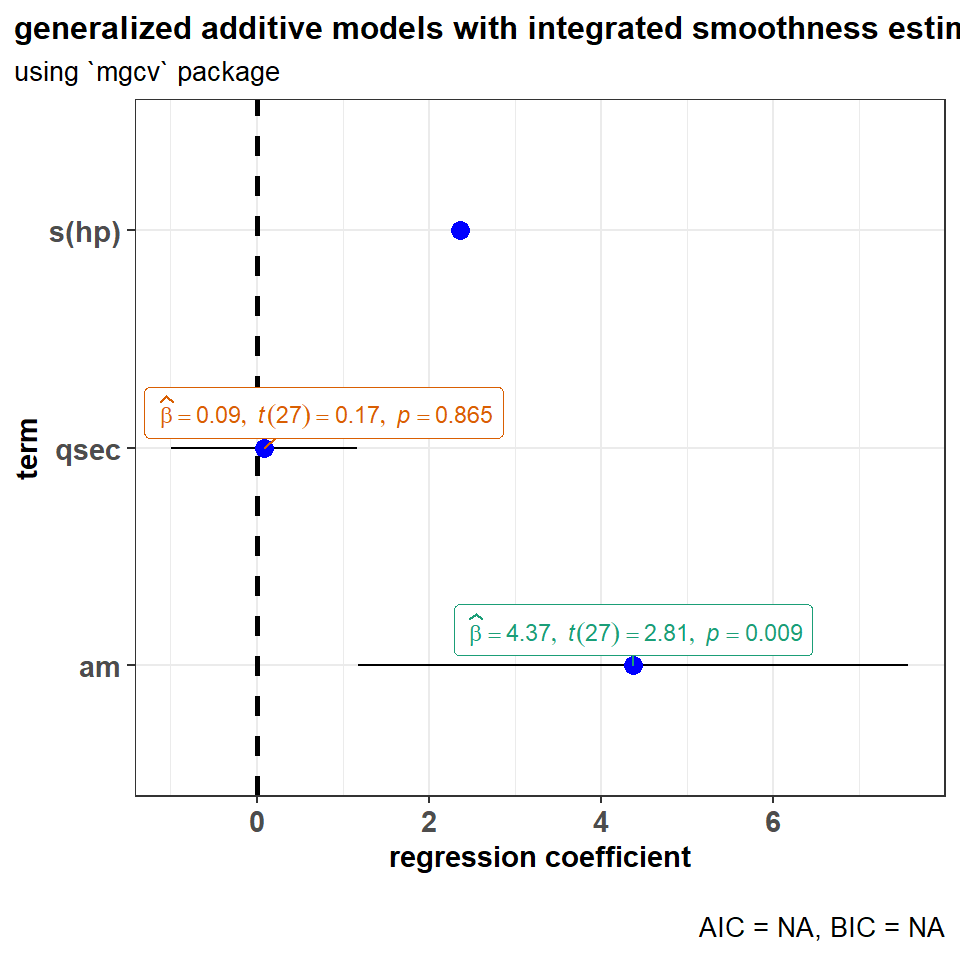 generalized additive models with integrated smoothness estin
using `mgcv` package
s(hp)
β̂ = 0.09, t(27) = 0.17, p = 0.865
qsec
β̂ = 4.37, t(27) = 2.81, p = 0.009
am
term
0 2 4 6
regression coefficient
AIC = NA, BIC = NA